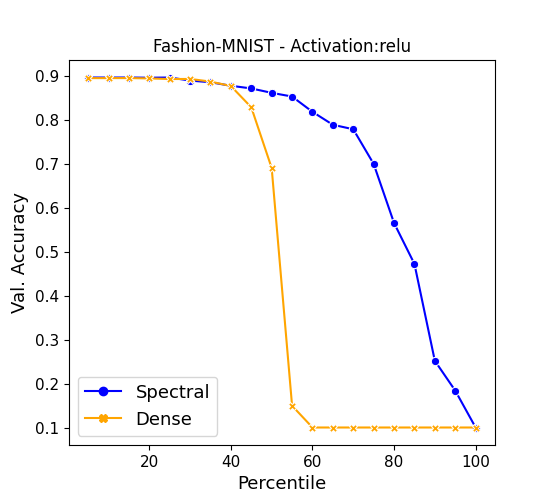 Fashion-MNIST - Activation:relu
Val. Accuracy
0.9
0.8
0.7
0.6
0.5
0.4
0.3
0.2
0.1
Spectral
Dense
20 40 60 80 100
Percentile